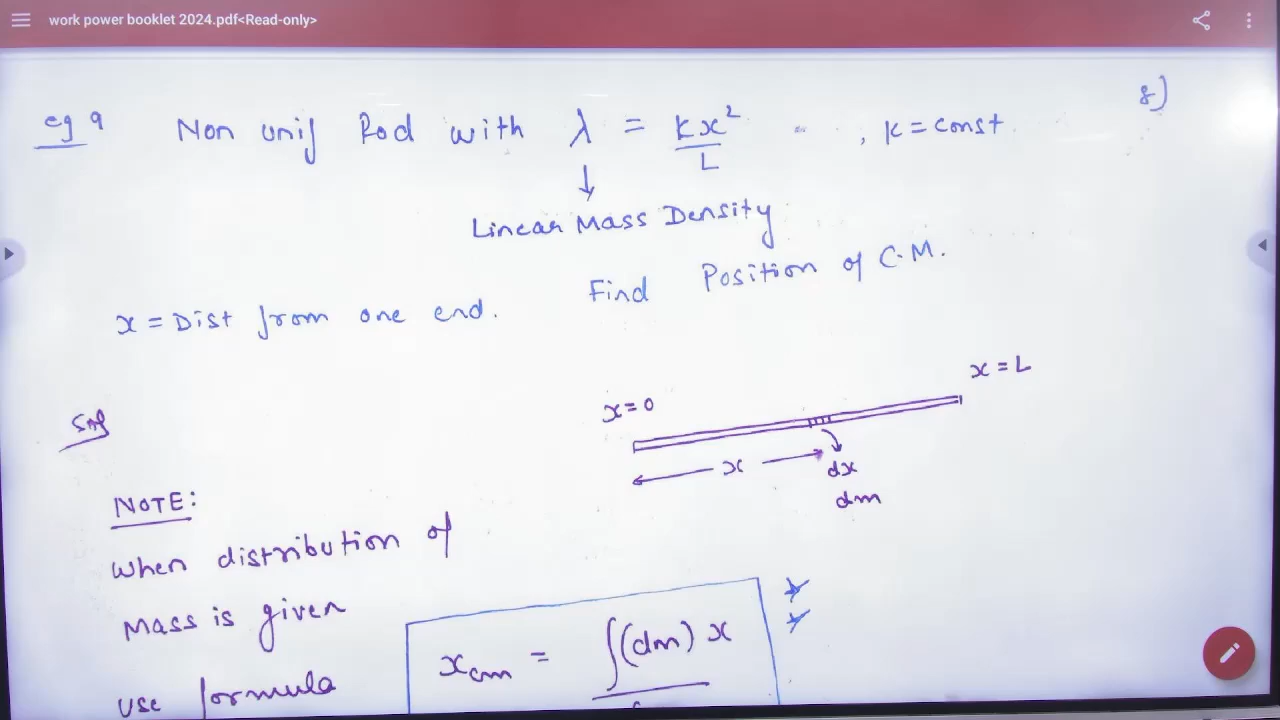 work power booklet 2024.pdf<Read-only>
8)
eg 9 Non unif Rod with λ = kx²/L , k = const
↓
Linear Mass Density
x = Dist from one end. Find Position of C.M.
x = L
x=0
Sol
x
dx
dm
NOTE:
When distribution of
Mass is given
use formula
x_cm = ∫(dm) x